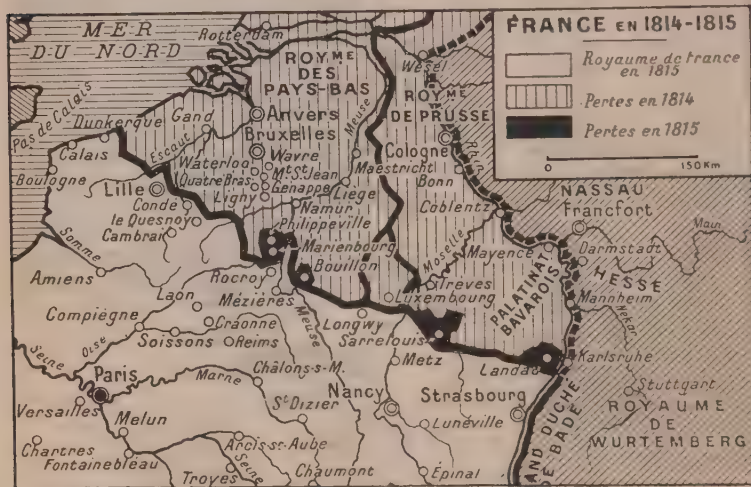 FRANCE EN 1814-1815
Royaume de France
en 1815
Pertes en 1814
Pertes en 1815
0 150 Km
MER
DU NORD
Pas de Calais
Rotterdam
ROYME
DES
PAYS-BAS
Wesel
ROYME
DE PRUSSE
Dunkerque
Gand
Anvers
Bruxelles
Meuse
Calais
Escaut
Boulogne
Waterloo
Wavre
Mt St Jean
Quatre Bras
Genappe
Ligny
Maestricht
Liège
Cologne
Rhin
Bonn
Coblentz
NASSAU
Francfort
Main
Lille
Condé
le Quesnoy
Cambrai
Namur
Philippeville
Marienbourg
Bouillon
Moselle
Mayence
Darmstadt
HESSE
Somme
Amiens
Rocroy
Mézières
Meuse
Luxembourg
Trèves
PALATINAT
BAVAROIS
Mannheim
Nekar
Laon
Compiègne
Craonne
Oise
Soissons
Reims
Longwy
Sarrelouis
Metz
Landau
Karlsruhe
Seine
Paris
Marne
Châlons-s-M.
Nancy
Strasbourg
Stuttgart
Versailles
Melun
St Dizier
Lunéville
ROYAUME
DE
WURTEMBERG
GRAND DUCHÉ
DE BADE
Chartres
Fontainebleau
Arcis-st-Aube
Seine
Troyes
Chaumont
Épinal